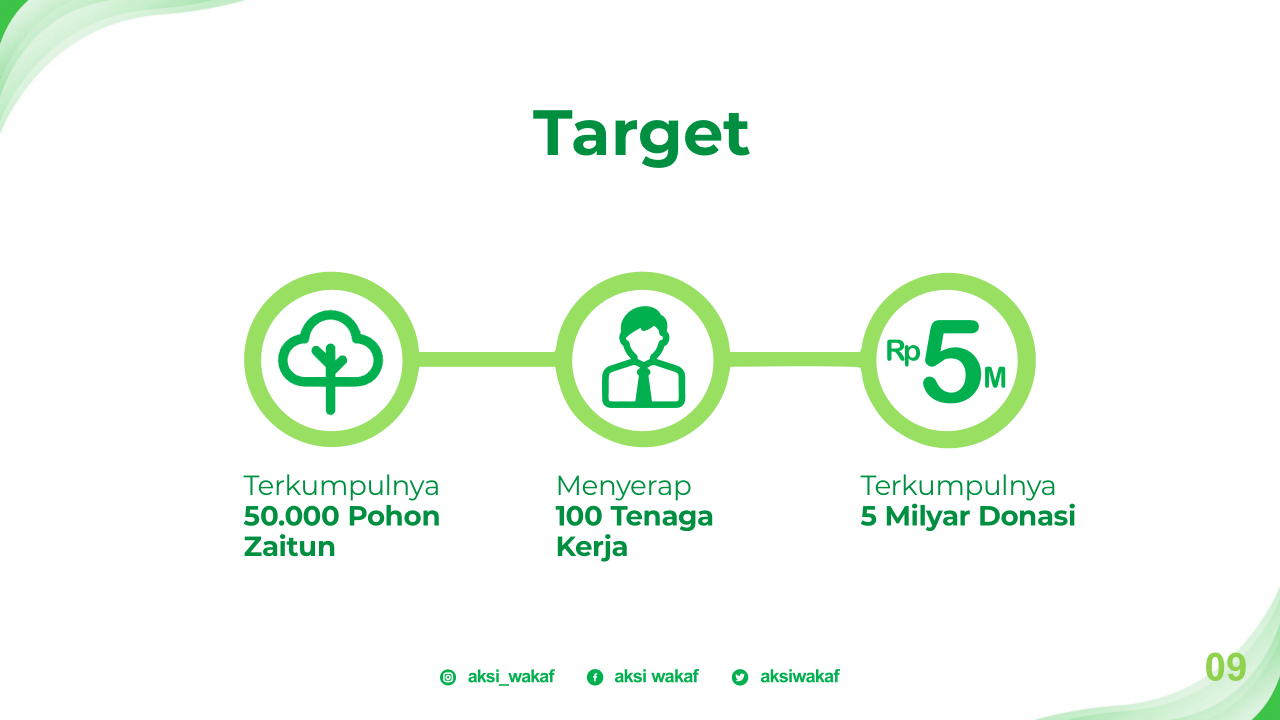 Target
Rp 5 M
Terkumpulnya
50.000 Pohon
Zaitun
Menyerap
100 Tenaga
Kerja
Terkumpulnya
5 Milyar Donasi
aksi_wakaf
aksi wakaf
aksiwakaf
09